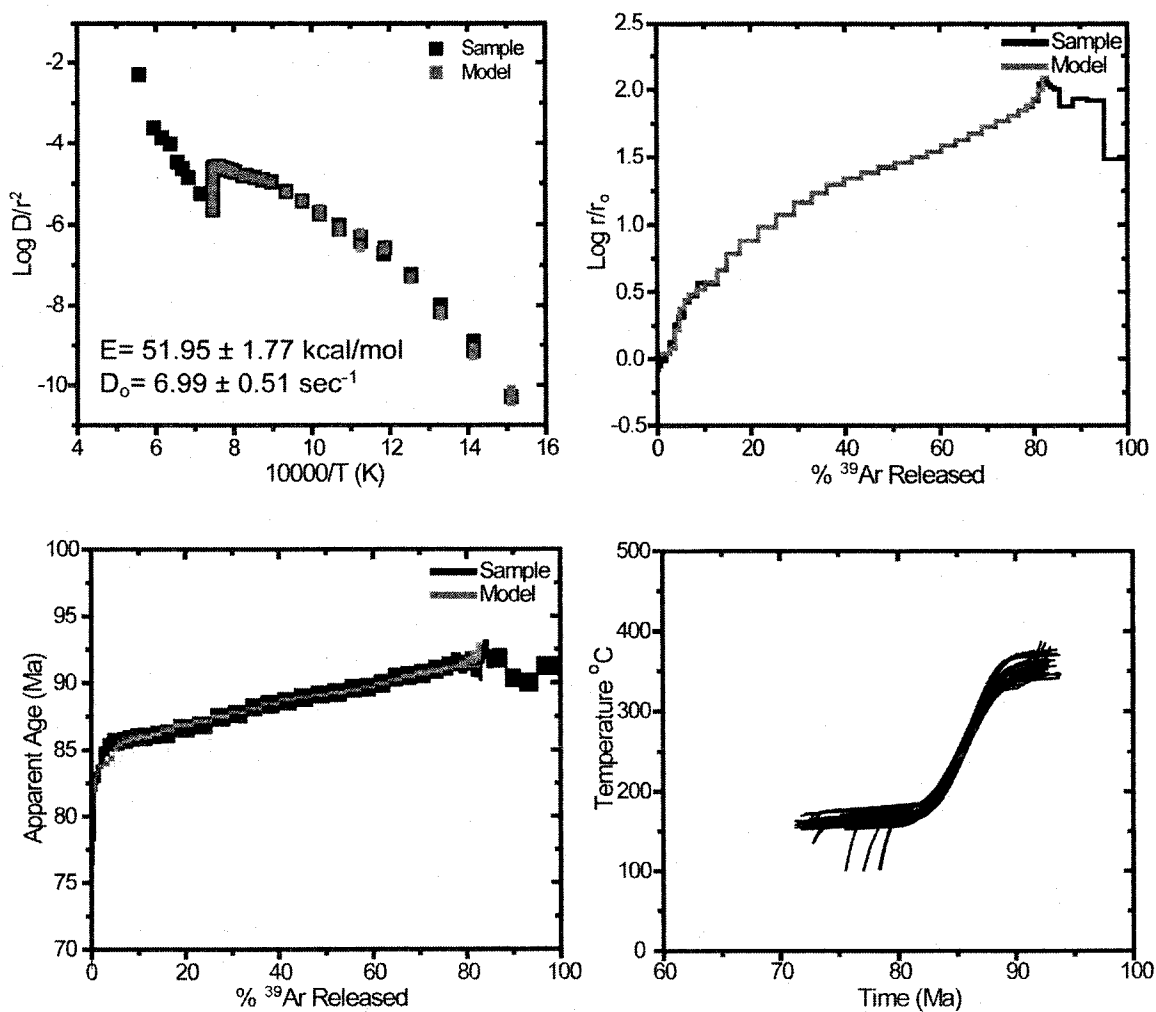 Sample
Model
-2
-4
-6
-8
-10
Log D/r²
E= 51.95 ± 1.77 kcal/mol
Dₒ= 6.99 ± 0.51 sec⁻¹
4 6 8 10 12 14 16
10000/T (K)
Sample
Model
2.5
2.0
1.5
1.0
0.5
0.0
-0.5
Log r/rₒ
0 20 40 60 80 100
% ³⁹Ar Released
Sample
Model
100
95
90
85
80
75
70
Apparent Age (Ma)
0 20 40 60 80 100
% ³⁹Ar Released
500
400
300
200
100
0
Temperature °C
60 70 80 90 100
Time (Ma)